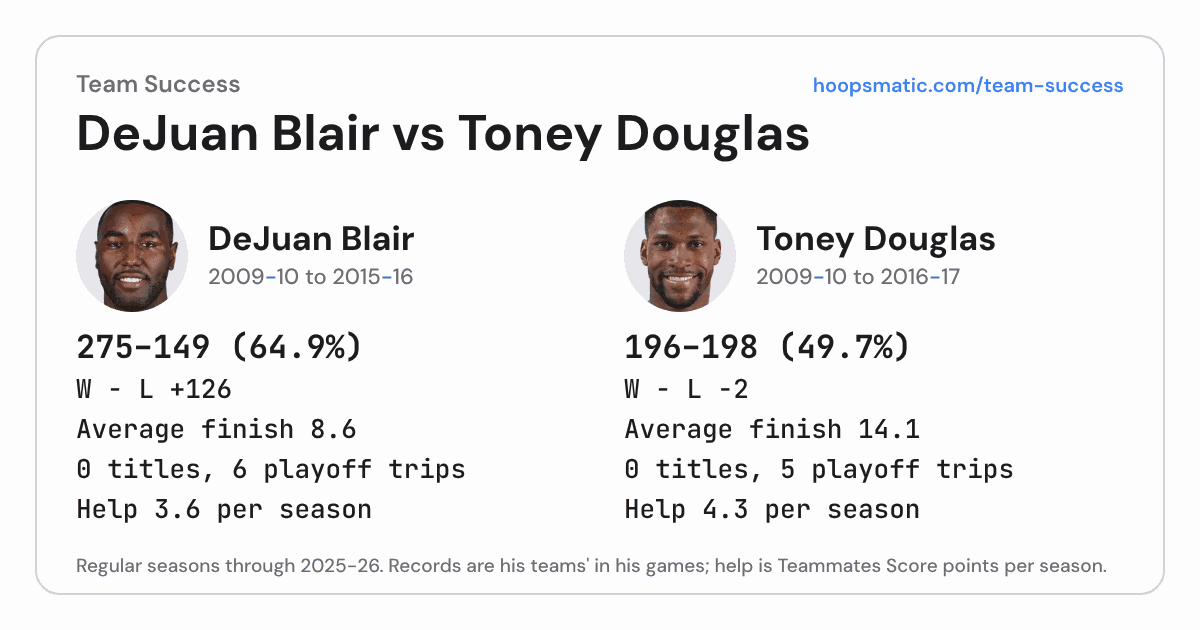 Team Success
hoopsmatic.com/team-success
DeJuan Blair vs Toney Douglas
DeJuan Blair
2009–10 to 2015–16
275–149 (64.9%)
W - L +126
Average finish 8.6
0 titles, 6 playoff trips
Help 3.6 per season
Toney Douglas
2009–10 to 2016–17
196–198 (49.7%)
W - L -2
Average finish 14.1
0 titles, 5 playoff trips
Help 4.3 per season
Regular seasons through 2025-26. Records are his teams' in his games; help is Teammates Score points per season.